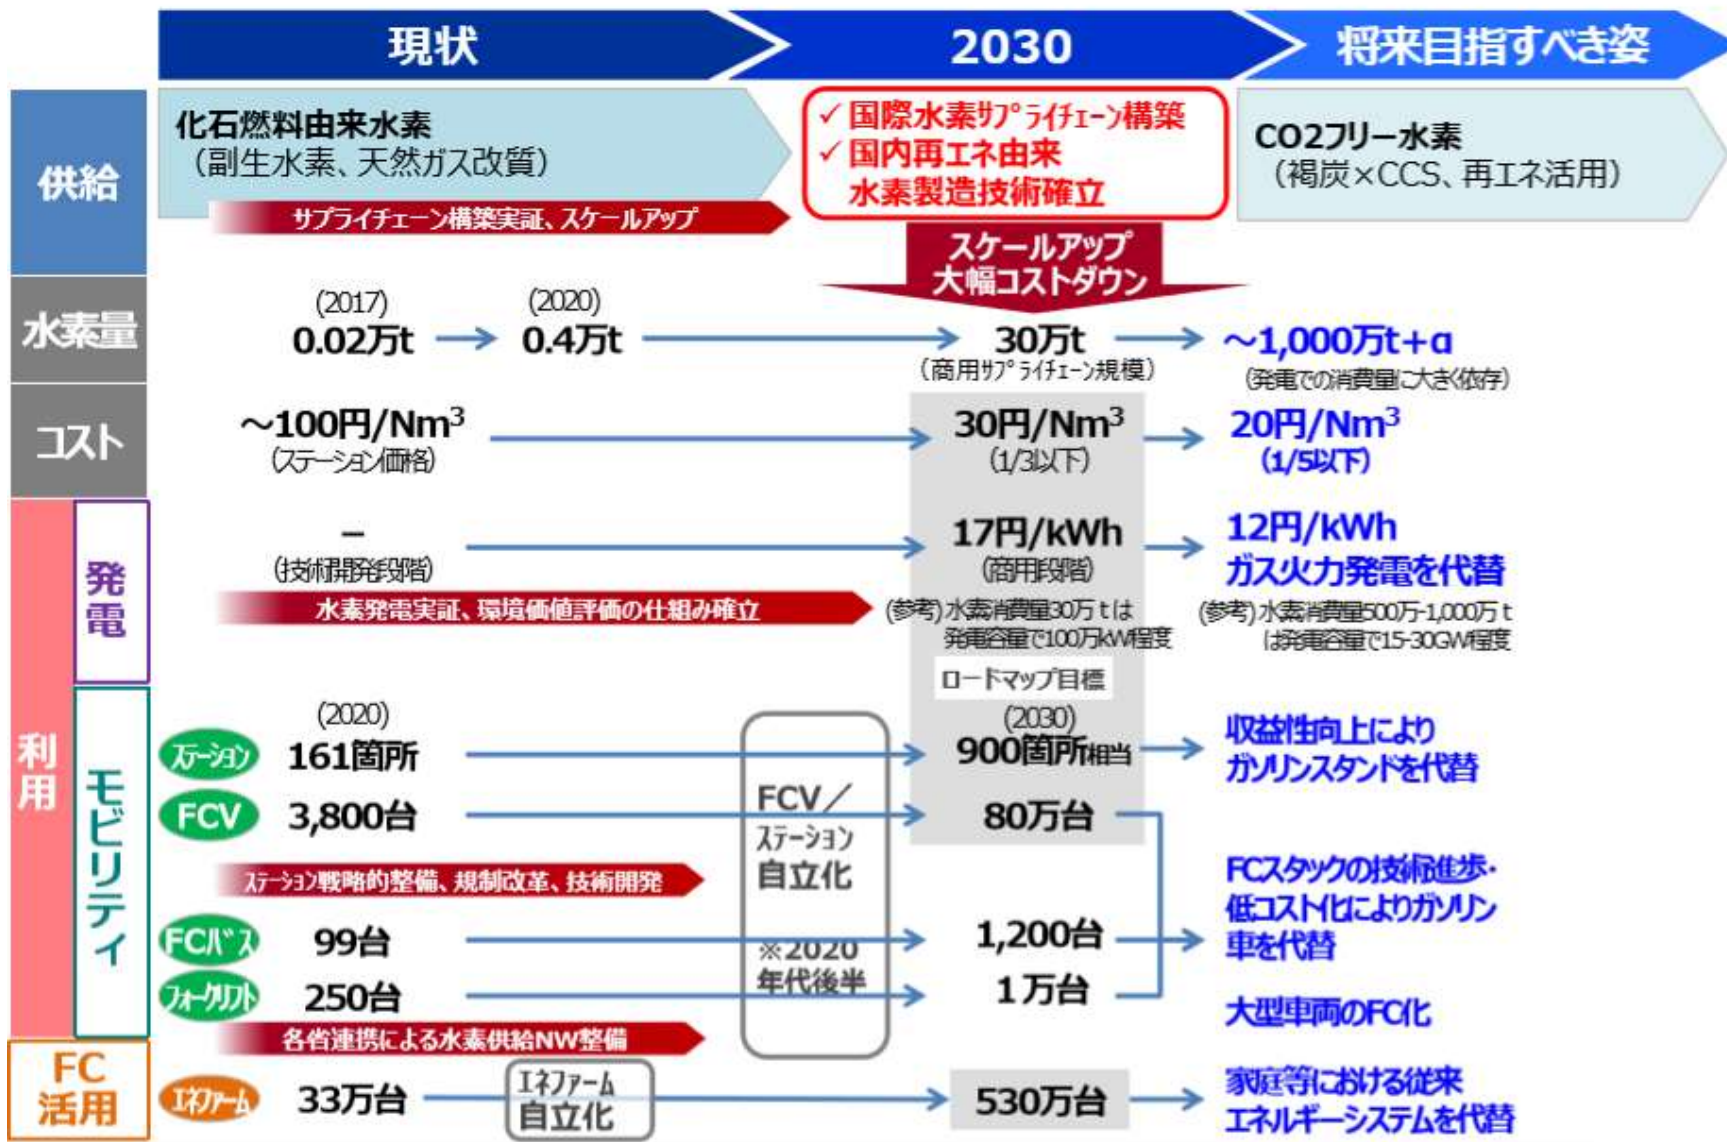 現状
2030
将来目指すべき姿
供給
化石燃料由来水素
（副生水素、天然ガス改質）
サプライチェーン構築実証、スケールアップ
✓ 国際水素ｻﾌﾟﾗｲﾁｪｰﾝ構築
✓ 国内再エネ由来
水素製造技術確立
CO2フリー水素
（褐炭×CCS、再エネ活用）
スケールアップ
大幅コストダウン
水素量
(2017)
0.02万t
(2020)
0.4万t
30万t
（商用ｻﾌﾟﾗｲﾁｪｰﾝ規模）
～1,000万t+α
（発電での消費量に大きく依存）
コスト
～100円/Nm³
（ステーション価格）
30円/Nm³
（1/3以下）
20円/Nm³
（1/5以下）
利用
発電
－
（技術開発段階）
水素発電実証、環境価値評価の仕組み確立
17円/kWh
（商用段階）
(参考) 水素消費量30万ｔは
発電容量で100万kW程度
12円/kWh
ガス火力発電を代替
(参考) 水素消費量500万-1,000万ｔ
は発電容量で15-30GW程度
ロードマップ目標
モビリティ
(2020)
(2030)
ｽﾃｰｼｮﾝ
161箇所
900箇所相当
収益性向上により
ガソリンスタンドを代替
FCV
3,800台
80万台
FCV／
ｽﾃｰｼｮﾝ
自立化
※2020
年代後半
ｽﾃｰｼｮﾝ戦略的整備、規制改革、技術開発
FCﾊﾞｽ
99台
1,200台
FCスタックの技術進歩・
低コスト化によりガソリン
車を代替
ﾌｫｰｸﾘﾌﾄ
250台
１万台
大型車両のFC化
各省連携による水素供給NW整備
FC
活用
ｴﾈﾌｧｰﾑ
33万台
ｴﾈﾌｧｰﾑ
自立化
530万台
家庭等における従来
エネルギーシステムを代替